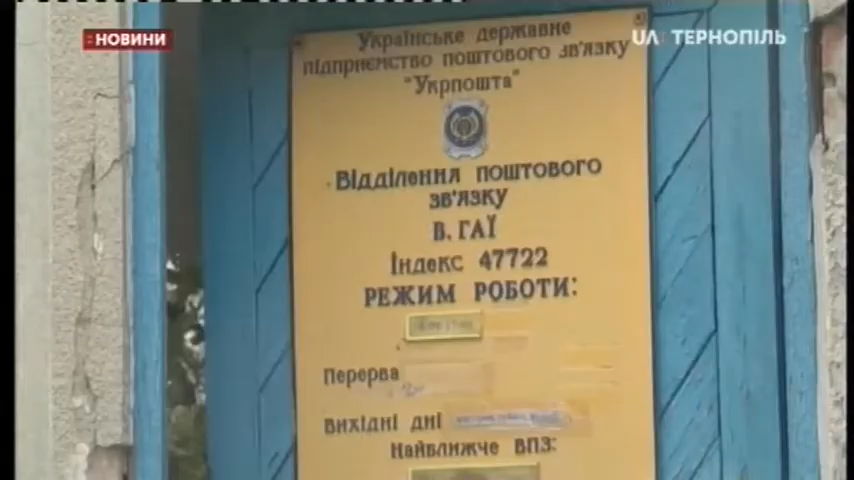 НОВИНИ
UA: ТЕРНОПІЛЬ
Українське державне
підприємство поштового зв'язку
"Укрпошта"
Відділення поштового
зв'язку
В. ГАЇ
Індекс 47722
РЕЖИМ РОБОТИ:
Перерва
Вихідні дні
Найближче ВПЗ: